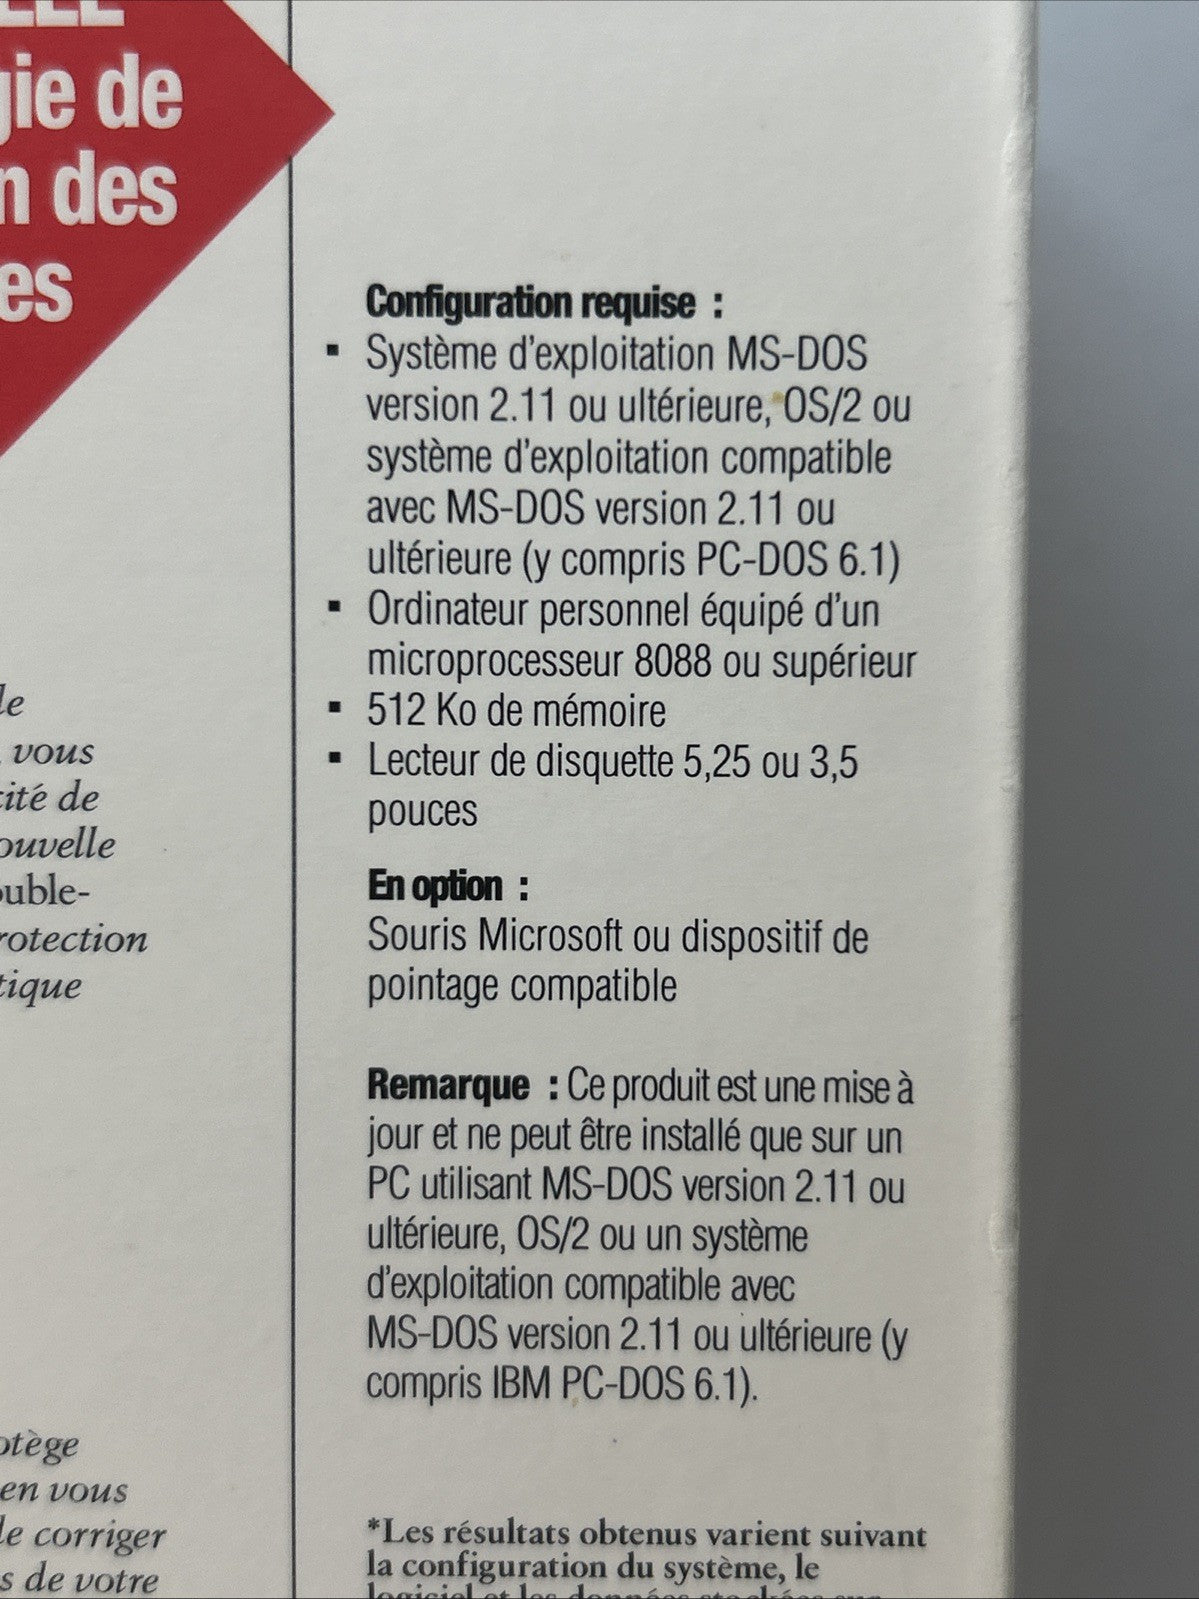 gie de
n des
es
Configuration requise :
▪ Système d'exploitation MS-DOS
version 2.11 ou ultérieure, OS/2 ou
système d'exploitation compatible
avec MS-DOS version 2.11 ou
ultérieure (y compris PC-DOS 6.1)
▪ Ordinateur personnel équipé d'un
microprocesseur 8088 ou supérieur
▪ 512 Ko de mémoire
▪ Lecteur de disquette 5,25 ou 3,5
pouces
En option :
Souris Microsoft ou dispositif de
pointage compatible
Remarque : Ce produit est une mise à
jour et ne peut être installé que sur un
PC utilisant MS-DOS version 2.11 ou
ultérieure, OS/2 ou un système
d'exploitation compatible avec
MS-DOS version 2.11 ou ultérieure (y
compris IBM PC-DOS 6.1).
*Les résultats obtenus varient suivant
la configuration du système, le
logiciel et les données stockées sur
le
vous
cité de
ouvelle
ouble-
rotection
tique
otège
en vous
le corriger
s de votre